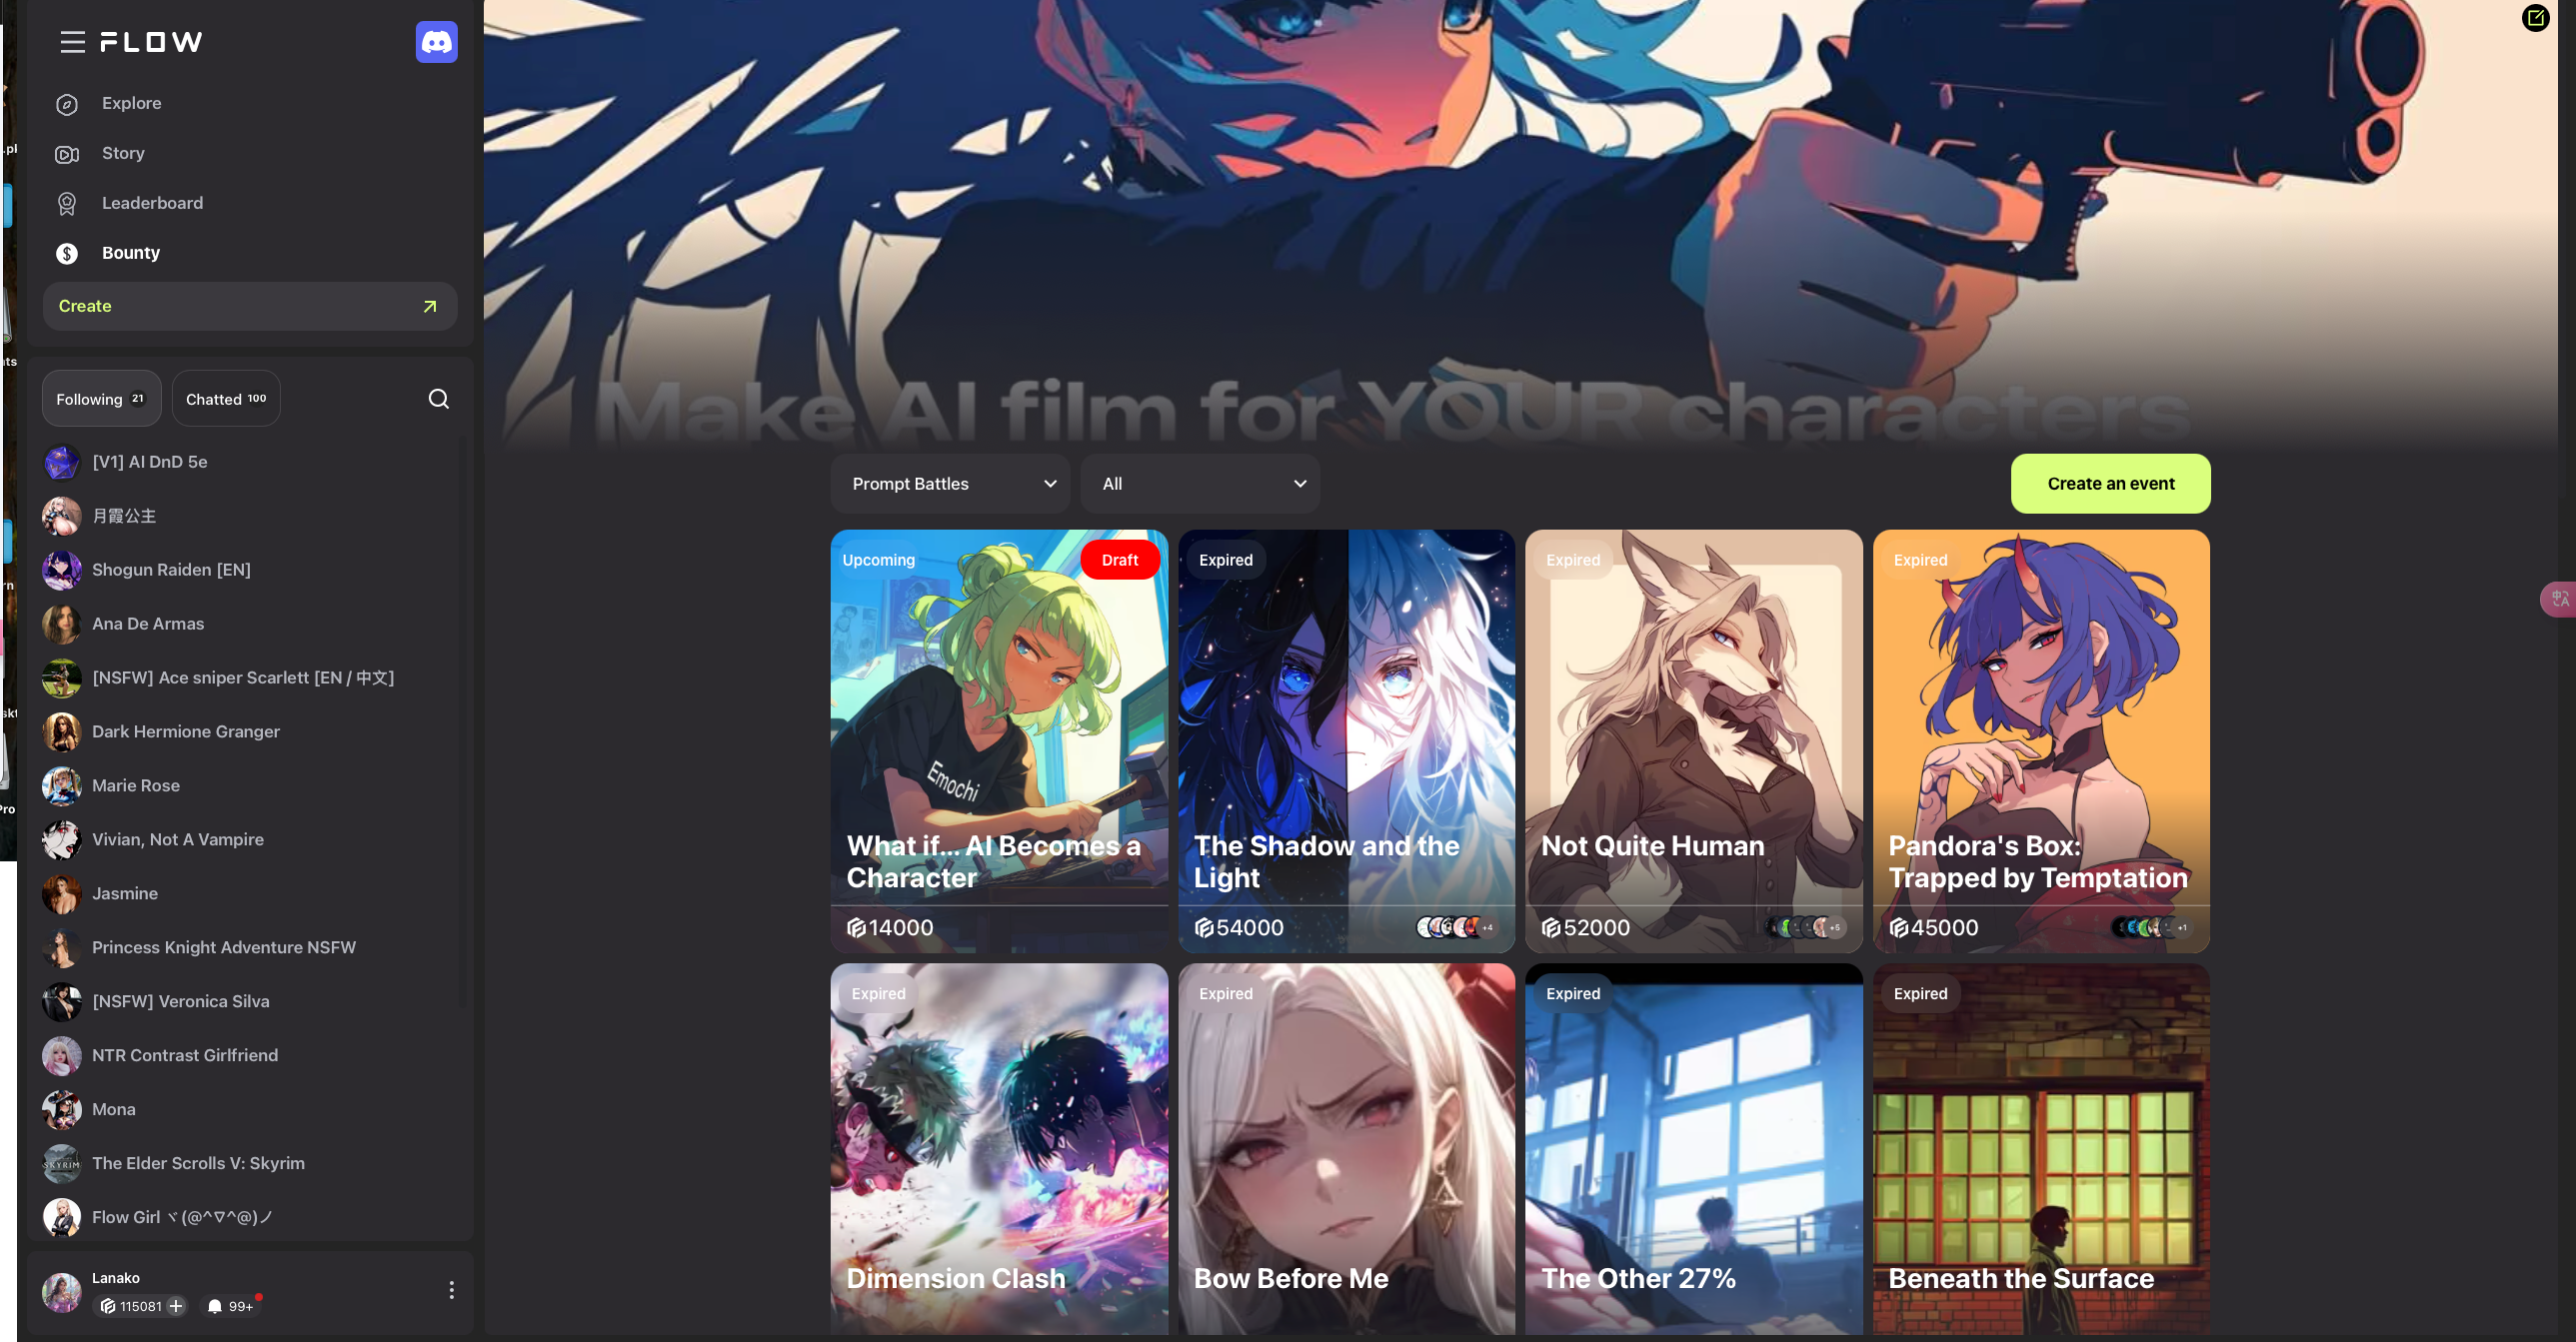 FLOW
Explore
Story
Leaderboard
Bounty
Create
Following 21
Chatted 100
[V1] AI DnD 5e
月霞公主
Shogun Raiden [EN]
Ana De Armas
[NSFW] Ace sniper Scarlett [EN / 中文]
Dark Hermione Granger
Marie Rose
Vivian, Not A Vampire
Jasmine
Princess Knight Adventure NSFW
[NSFW] Veronica Silva
NTR Contrast Girlfriend
Mona
SKYRIM
The Elder Scrolls V: Skyrim
Flow Girl ヾ(@^∇^@)ノ
Lanako
115081
99+
Make AI film for YOUR characters
Prompt Battles
All
Create an event
Upcoming
Draft
Emochi
What if... AI Becomes a
Character
14000
Expired
The Shadow and the
Light
54000
+4
Expired
Not Quite Human
52000
+5
Expired
Pandora's Box:
Trapped by Temptation
45000
+1
Expired
Dimension Clash
Expired
Bow Before Me
Expired
The Other 27%
Expired
Beneath the Surface